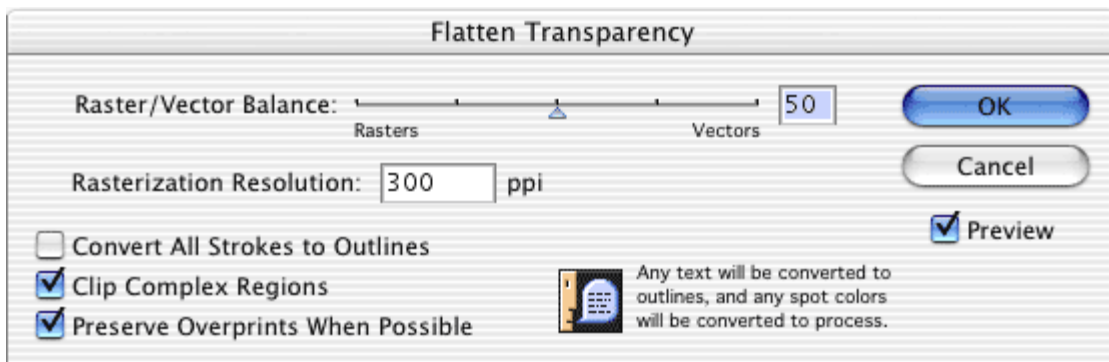 Flatten Transparency
Raster/Vector Balance: 50
Rasters Vectors
OK
Rasterization Resolution: 300 ppi
Cancel
Preview
Convert All Strokes to Outlines
Clip Complex Regions
Preserve Overprints When Possible
Any text will be converted to
outlines, and any spot colors
will be converted to process.